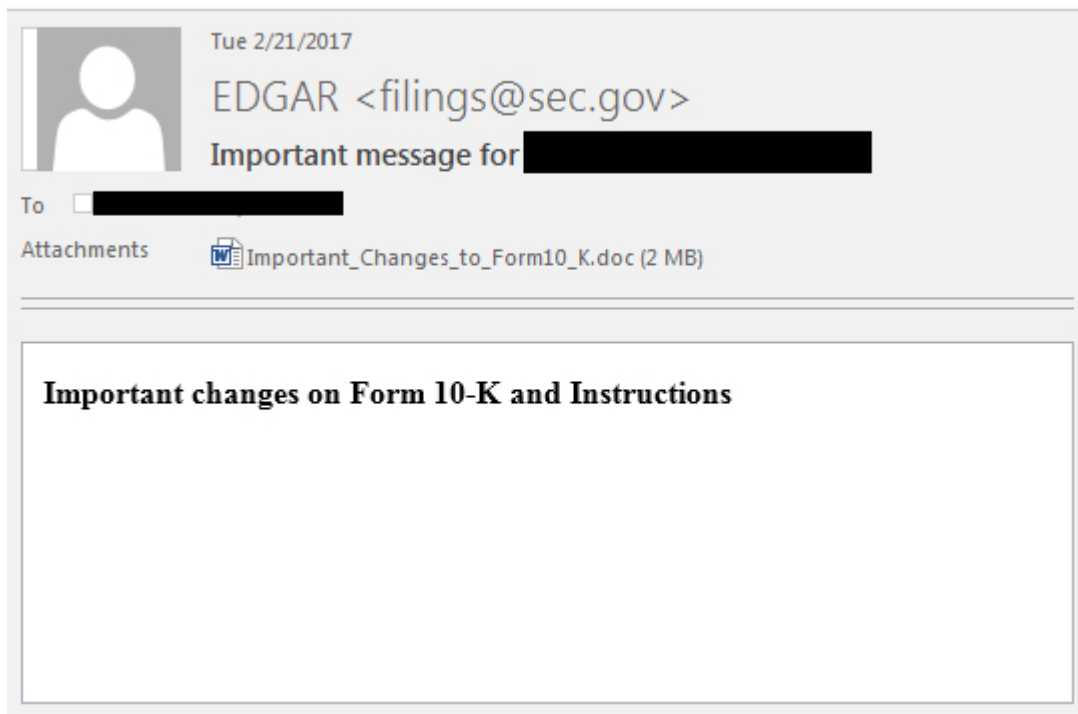 Tue 2/21/2017
EDGAR <filings@sec.gov>
Important message for
To
Attachments Important_Changes_to_Form10_K.doc (2 MB)
Important changes on Form 10-K and Instructions